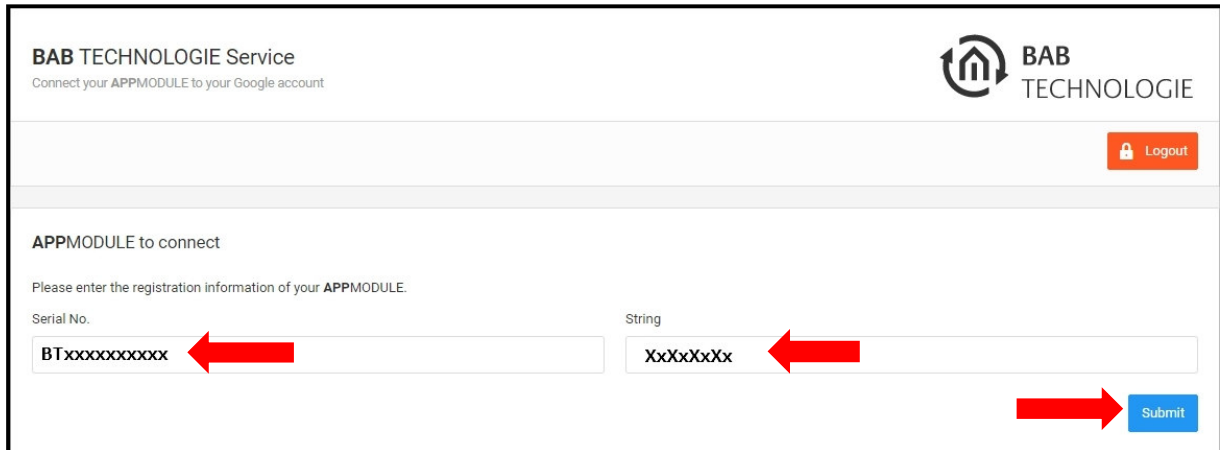 BAB TECHNOLOGIE Service
Connect your APPMODULE to your Google account
BAB
TECHNOLOGIE
Logout
APPMODULE to connect
Please enter the registration information of your APPMODULE.
Serial No.
String
BTxxxxxxxxxx
XxXxXxXx
Submit